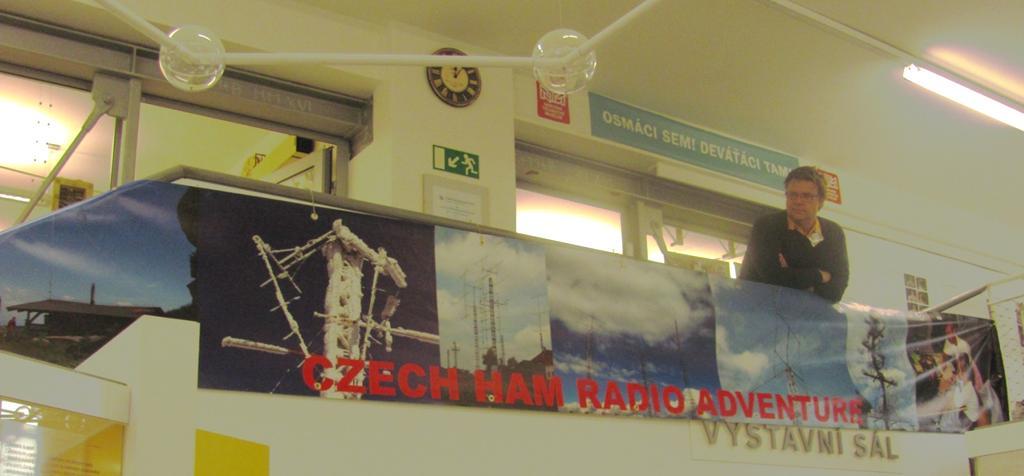 OSMÁCI SEM! DEVÁŤÁCI TAM
CZECH HAM RADIO ADVENTURE
VÝSTAVNÍ SÁL